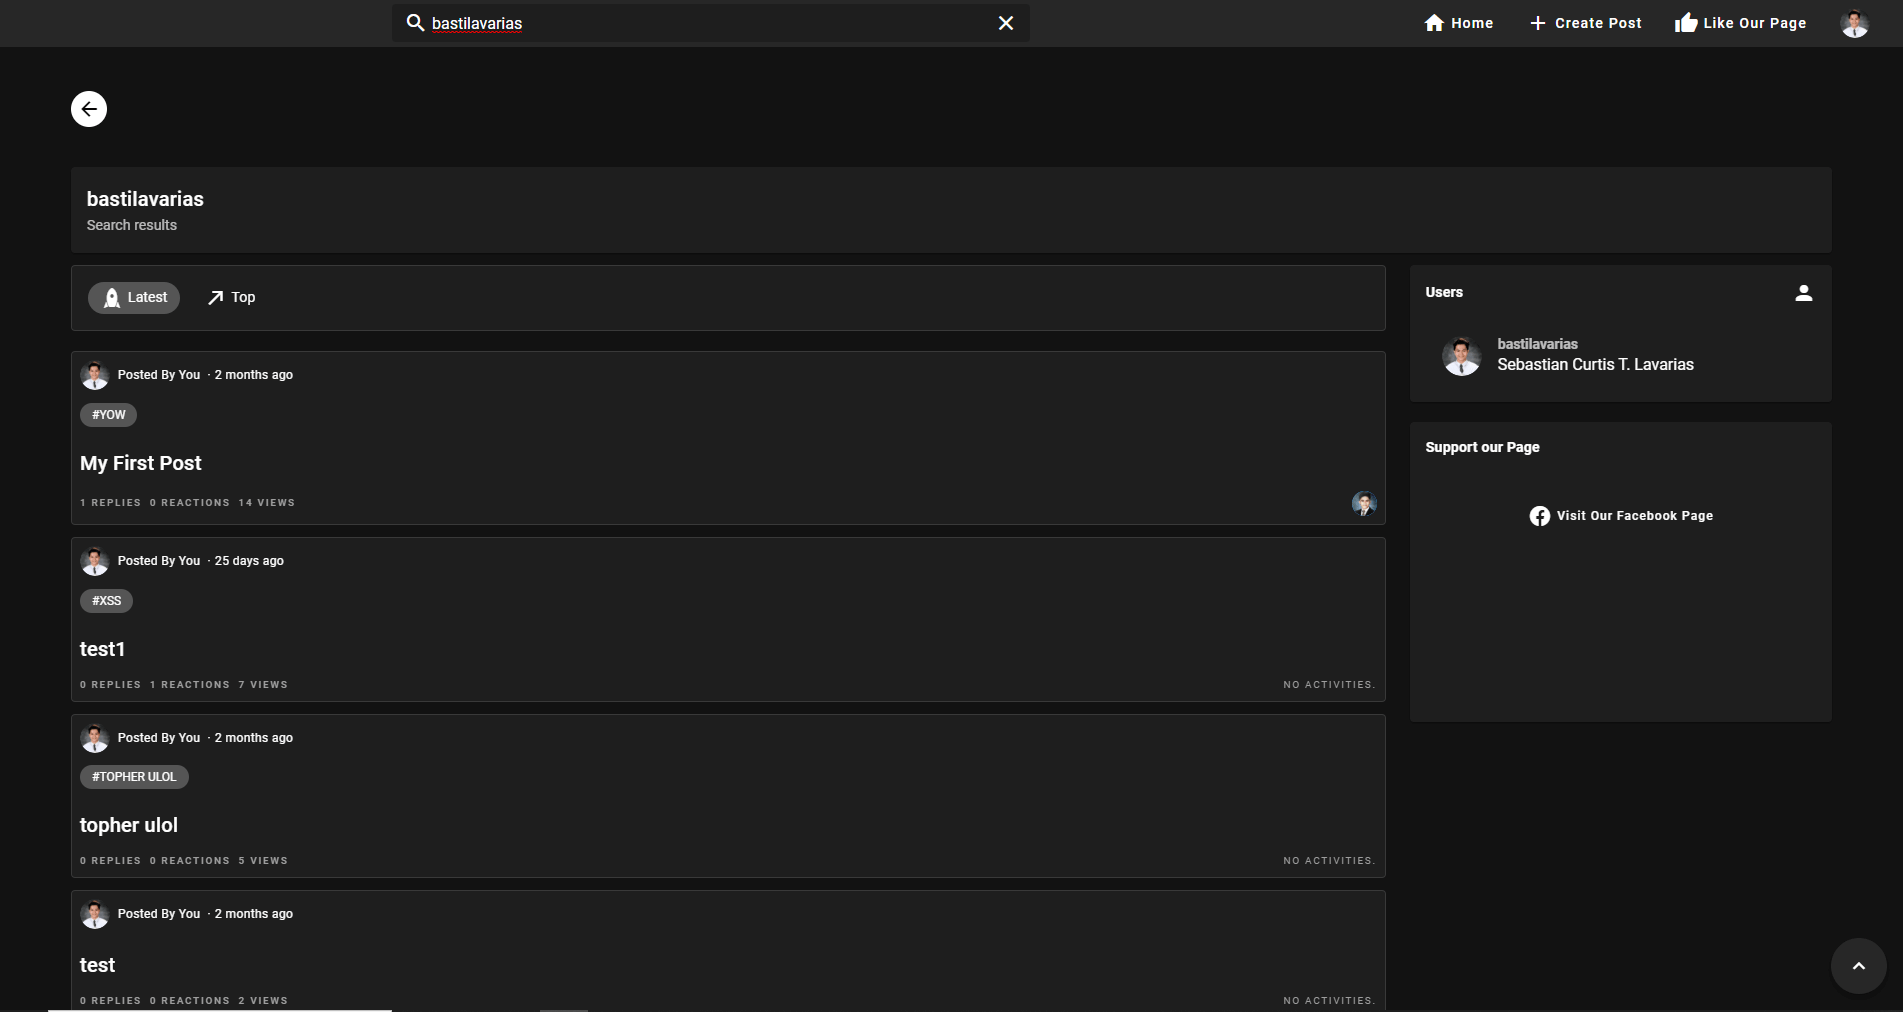 bastilavarias
Home
Create Post
Like Our Page
bastilavarias
Search results
Latest
Top
Posted By You · 2 months ago
#YOW
My First Post
1 REPLIES 0 REACTIONS 14 VIEWS
Posted By You · 25 days ago
#XSS
test1
0 REPLIES 1 REACTIONS 7 VIEWS
NO ACTIVITIES.
Posted By You · 2 months ago
#TOPHER ULOL
topher ulol
0 REPLIES 0 REACTIONS 5 VIEWS
NO ACTIVITIES.
Posted By You · 2 months ago
test
0 REPLIES 0 REACTIONS 2 VIEWS
NO ACTIVITIES.
Users
bastilavarias
Sebastian Curtis T. Lavarias
Support our Page
Visit Our Facebook Page